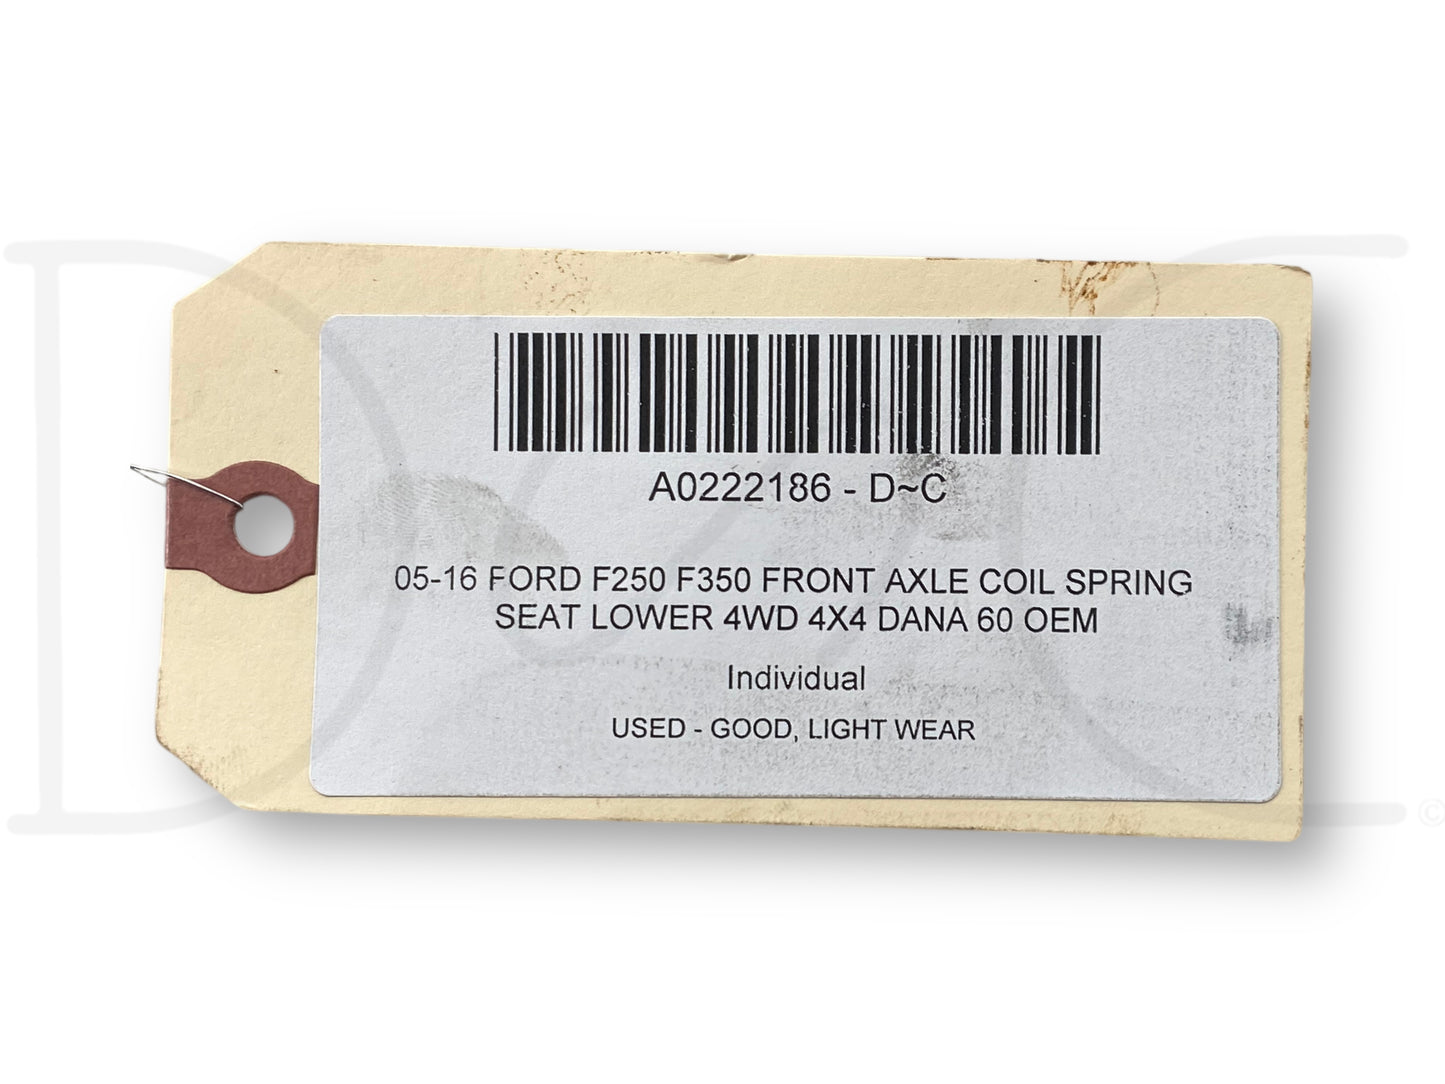 A0222186 - D~C
05-16 FORD F250 F350 FRONT AXLE COIL SPRING
SEAT LOWER 4WD 4X4 DANA 60 OEM
Individual
USED - GOOD, LIGHT WEAR
D~C
©